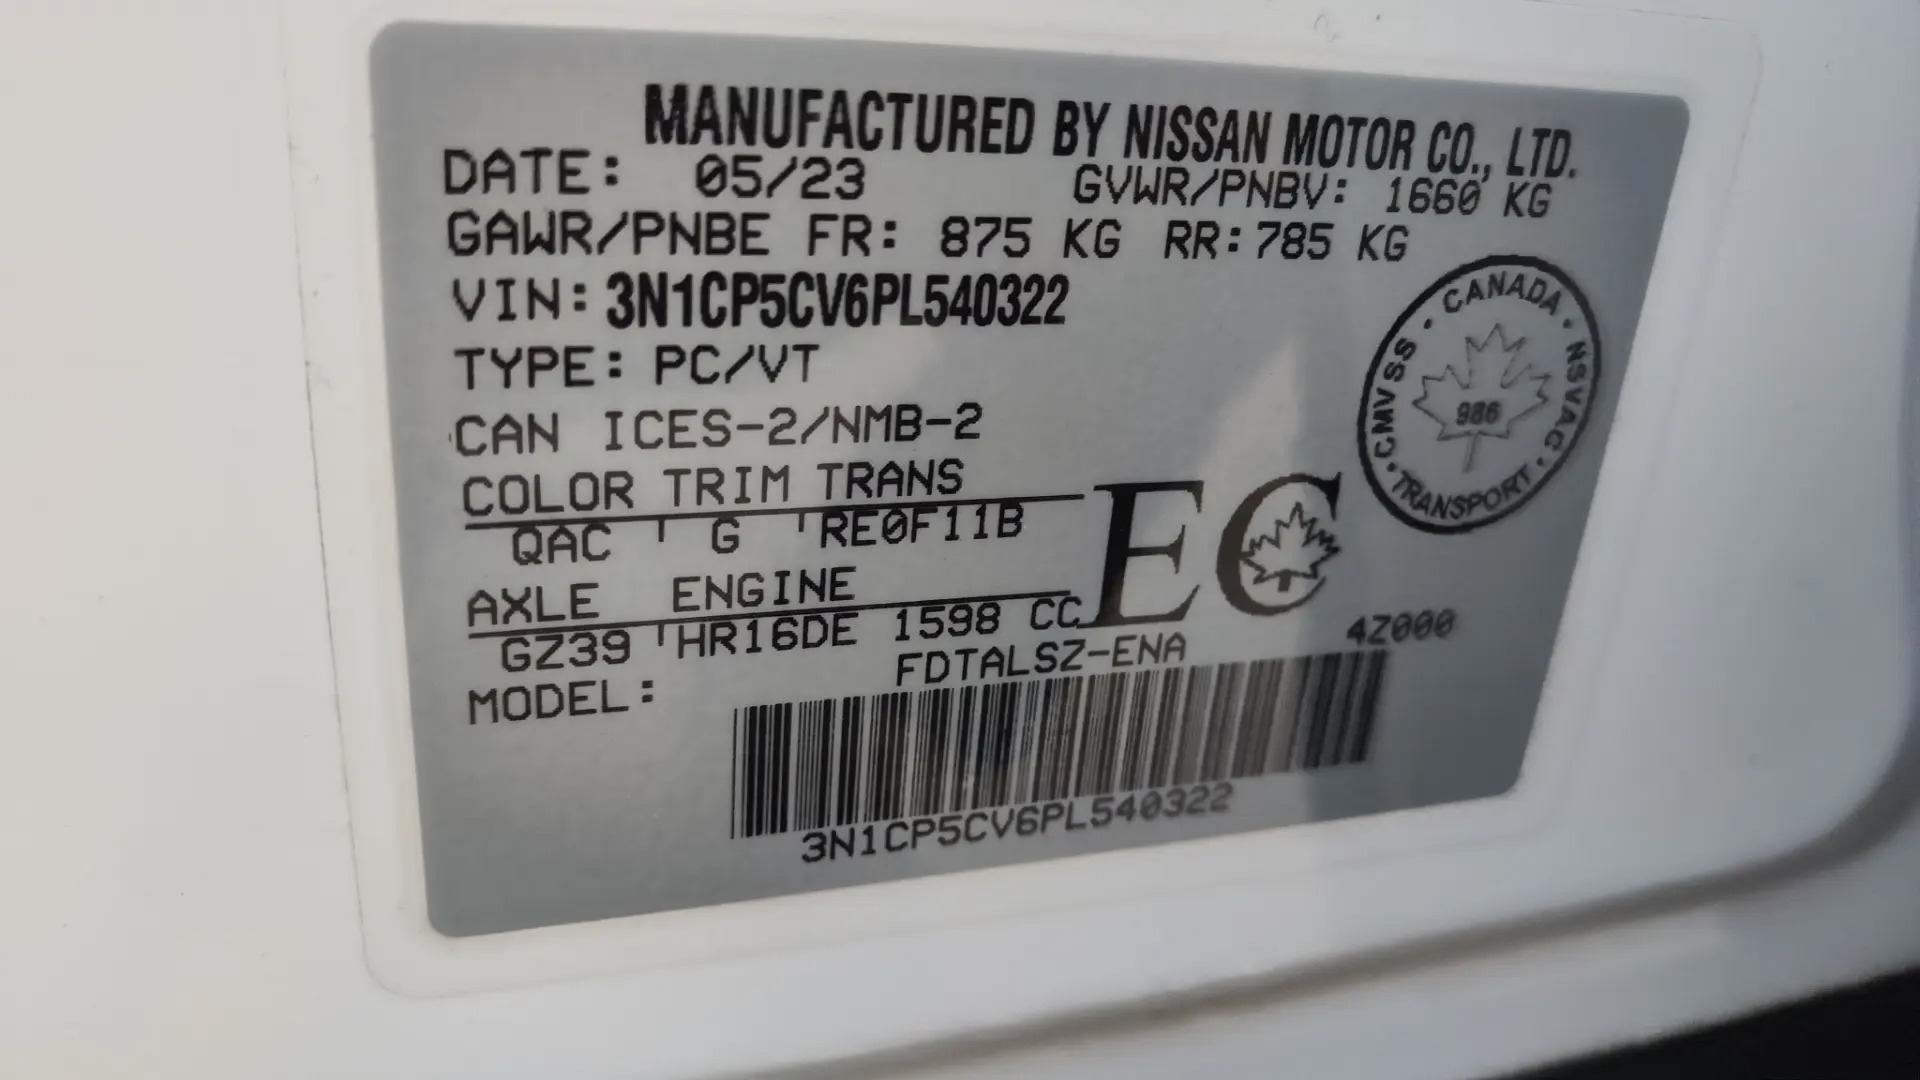 MANUFACTURED BY NISSAN MOTOR CO., LTD.
DATE: 05/23 GVWR/PNBV: 1660 KG
GAWR/PNBE FR: 875 KG RR: 785 KG
VIN: 3N1CP5CV6PL540322
TYPE: PC/VT
CAN ICES-2/NMB-2
COLOR TRIM TRANS
QAC ' G ' RE0F11B
AXLE ENGINE
GZ39 ' HR16DE 1598 CC
MODEL: FDTALSZ-ENA 4Z000
3N1CP5CV6PL540322
EC
CANADA · NSVAC · TRANSPORT · CMVSS ·
986